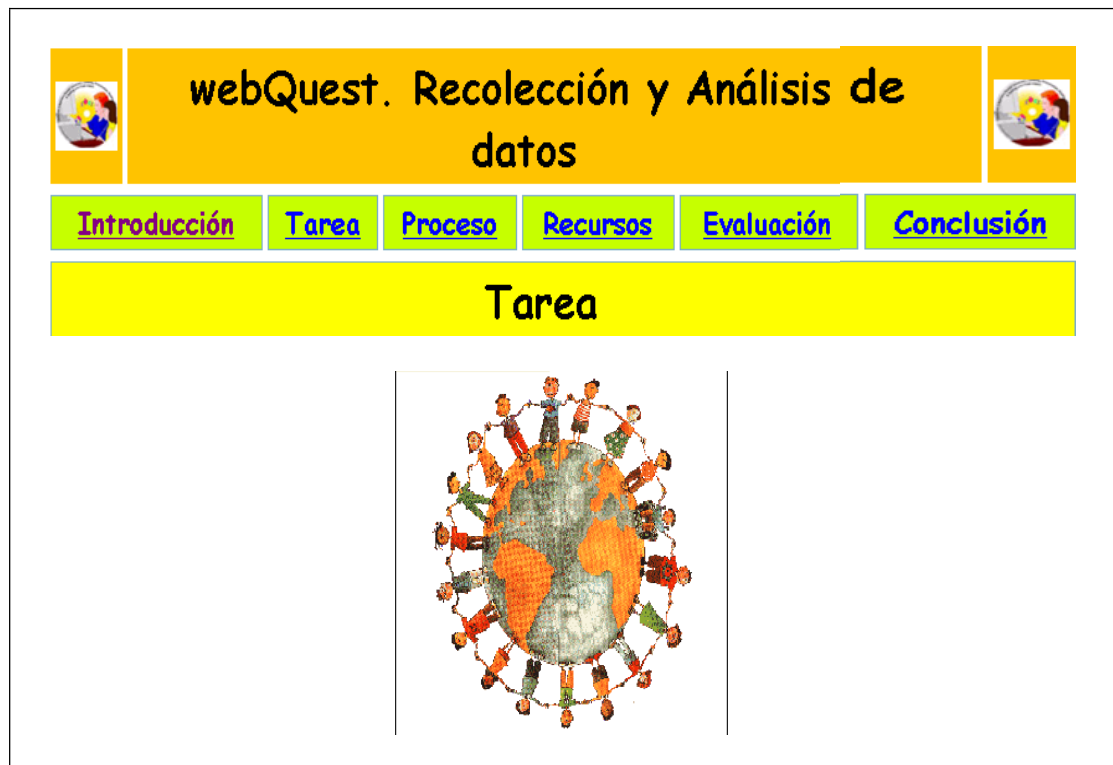 webQuest. Recolección y Análisis de
datos
Introducción Tarea Proceso Recursos Evaluación Conclusión
Tarea